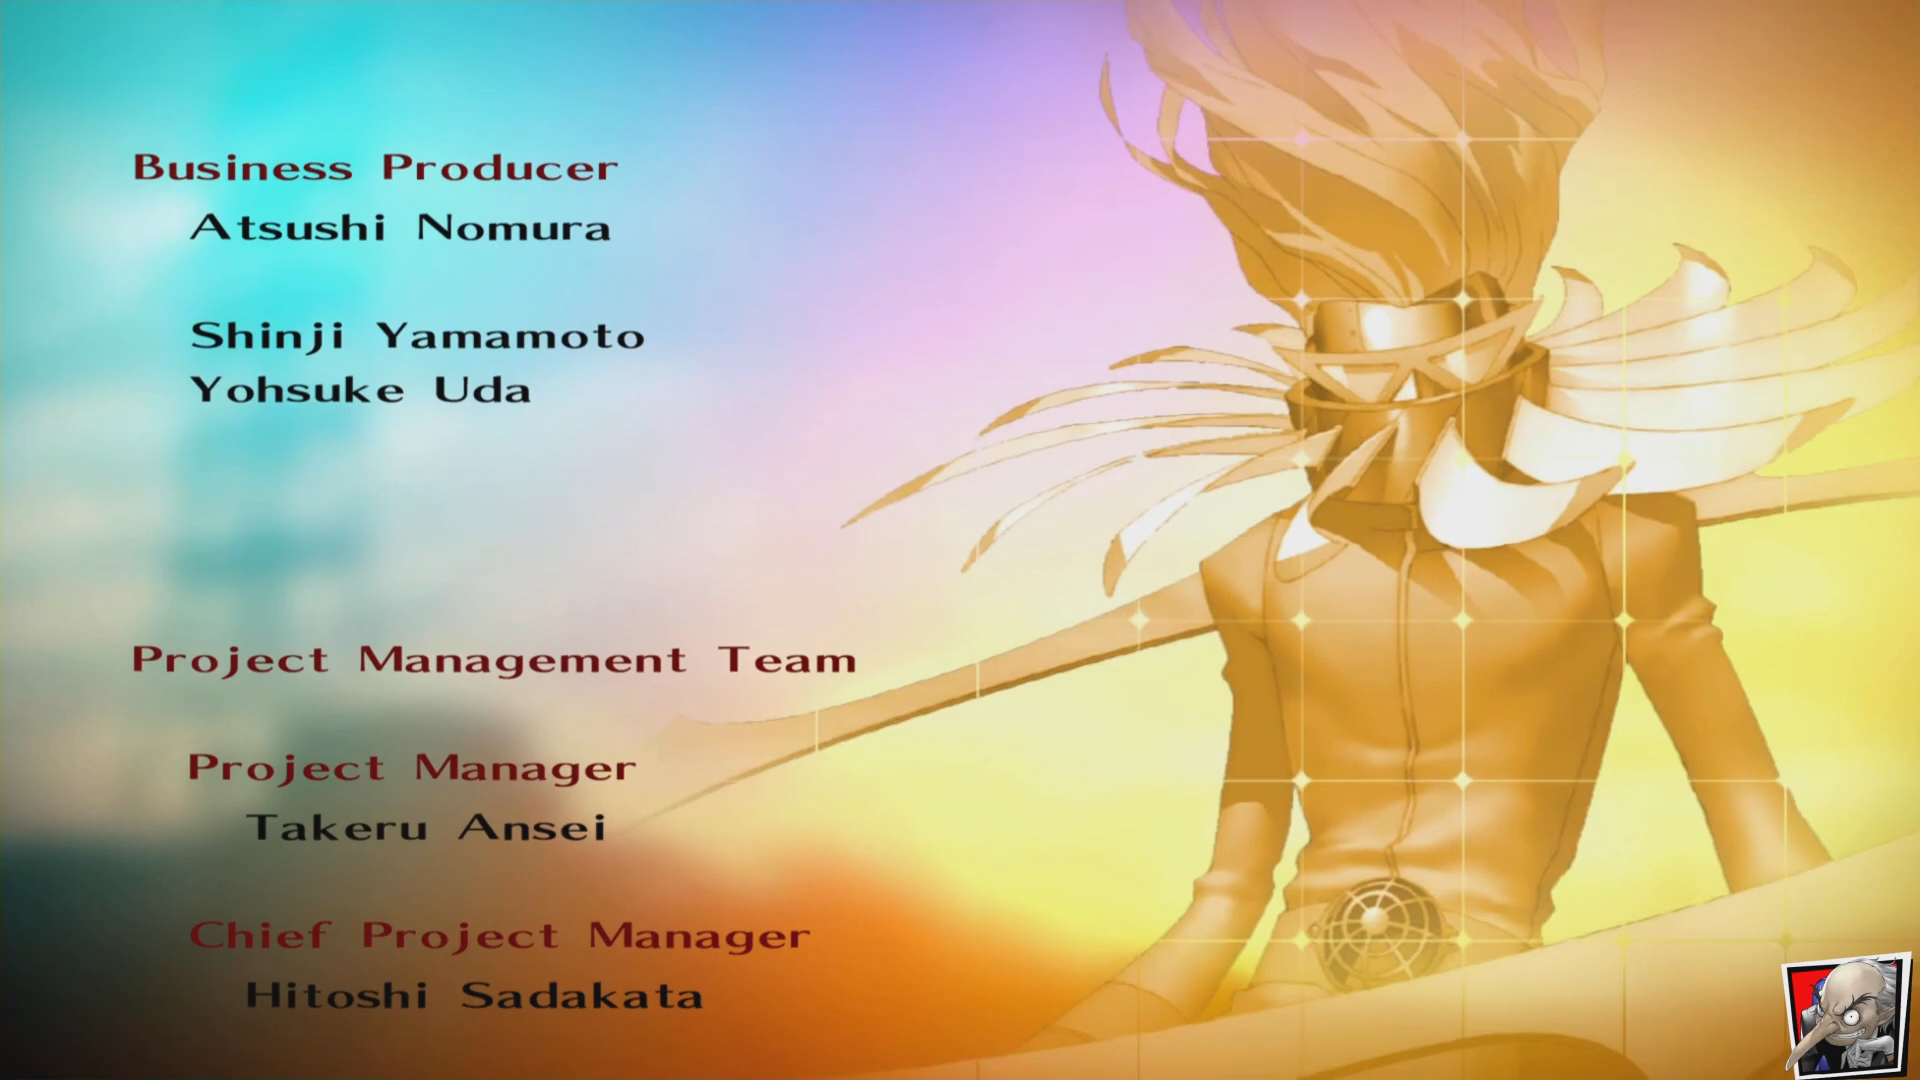 Business Producer
Atsushi Nomura
Shinji Yamamoto
Yohsuke Uda
Project Management Team
Project Manager
Takeru Ansei
Chief Project Manager
Hitoshi Sadakata